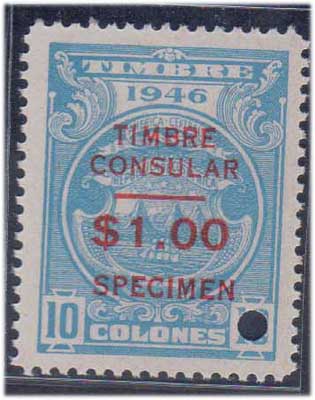 TIMBRE
1946
TIMBRE
CONSULAR
$1.00
SPECIMEN
10
COLONES